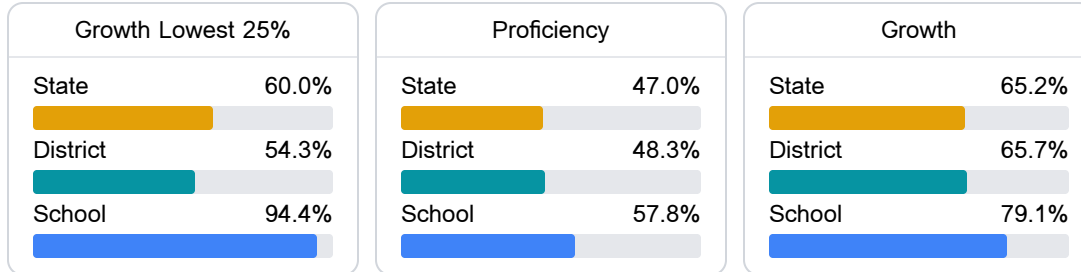 Growth Lowest 25%
State 60.0%
District 54.3%
School 94.4%
Proficiency
State 47.0%
District 48.3%
School 57.8%
Growth
State 65.2%
District 65.7%
School 79.1%